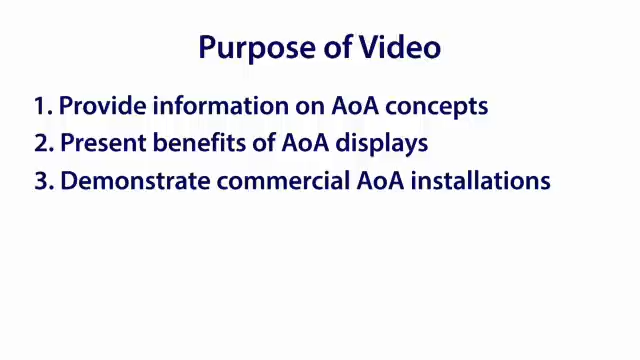 Purpose of Video
1. Provide information on AoA concepts
2. Present benefits of AoA displays
3. Demonstrate commercial AoA installations